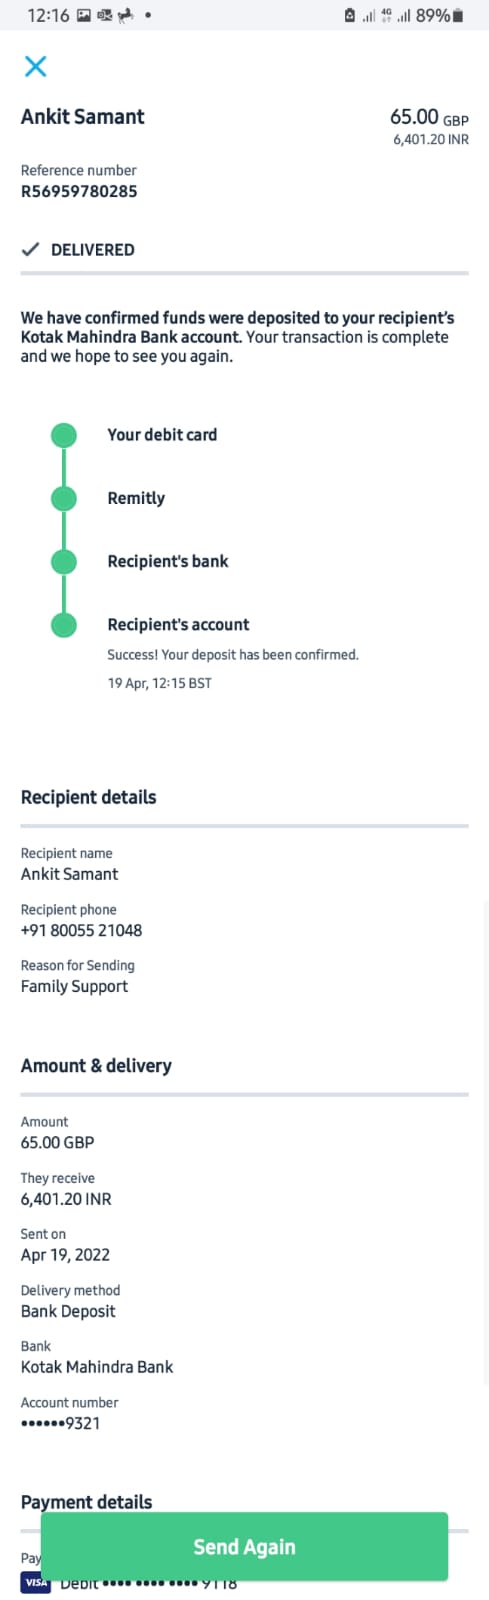 12:16
4G 89%
Ankit Samant
65.00 GBP
6,401.20 INR
Reference number
R56959780285
DELIVERED
We have confirmed funds were deposited to your recipient's
Kotak Mahindra Bank account. Your transaction is complete
and we hope to see you again.
Your debit card
Remitly
Recipient's bank
Recipient's account
Success! Your deposit has been confirmed.
19 Apr, 12:15 BST
Recipient details
Recipient name
Ankit Samant
Recipient phone
+91 80055 21048
Reason for Sending
Family Support
Amount & delivery
Amount
65.00 GBP
They receive
6,401.20 INR
Sent on
Apr 19, 2022
Delivery method
Bank Deposit
Bank
Kotak Mahindra Bank
Account number
••••••9321
Payment details
Send Again
Pay
VISA Debit •••• •••• •••• 9118